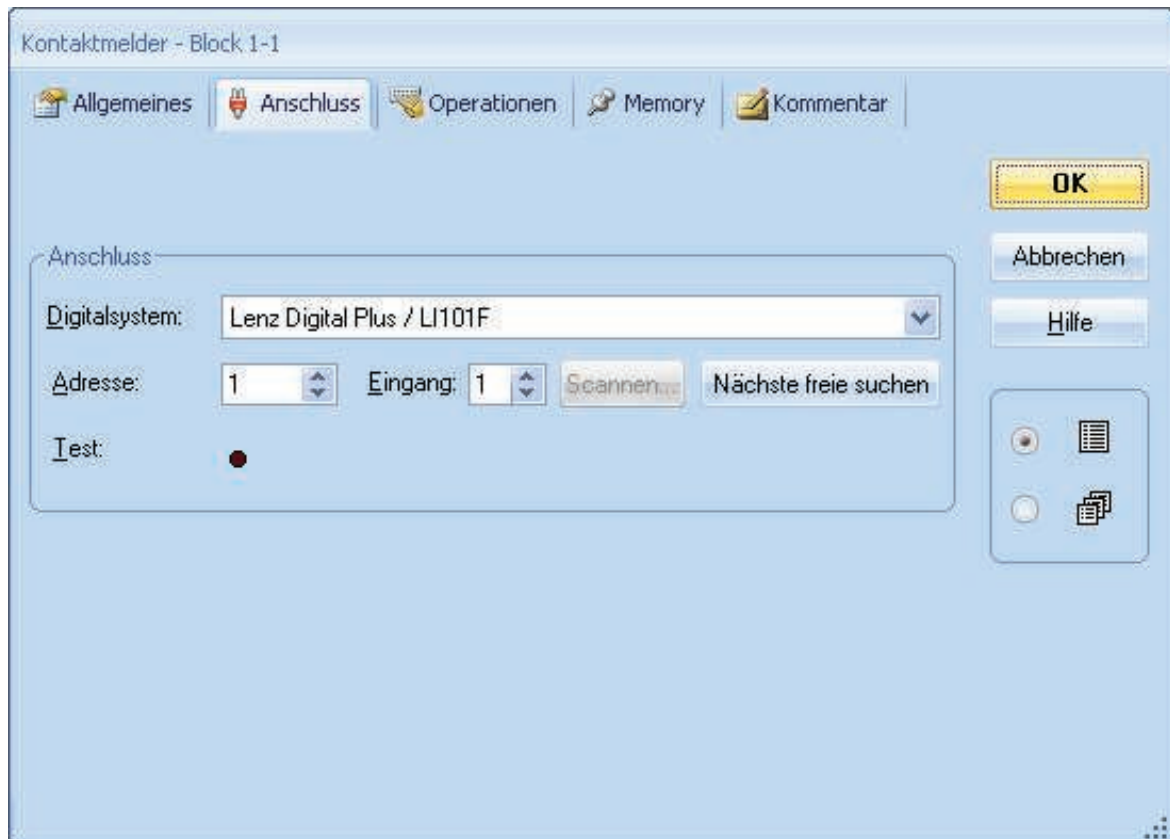 Kontaktmelder - Block 1-1
Allgemeines Anschluss Operationen Memory Kommentar
OK
Anschluss
Abbrechen
Digitalsystem: Lenz Digital Plus / LI101F
Hilfe
Adresse: 1 Eingang: 1 Scannen... Nächste freie suchen
Test: